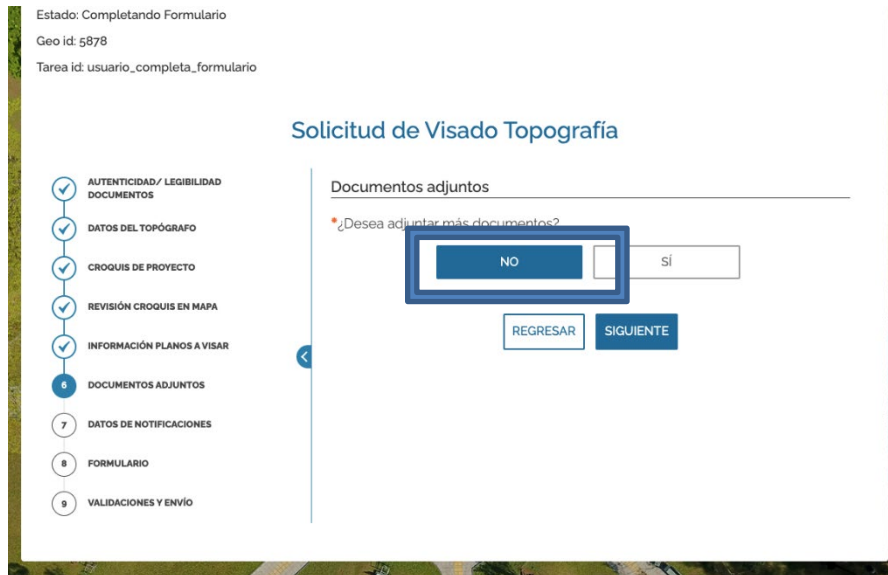 Estado: Completando Formulario
Geo id: 5878
Tarea id: usuario_completa_formulario
Solicitud de Visado Topografía
AUTENTICIDAD/ LEGIBILIDAD
DOCUMENTOS
DATOS DEL TOPÓGRAFO
CROQUIS DE PROYECTO
REVISIÓN CROQUIS EN MAPA
INFORMACIÓN PLANOS A VISAR
6 DOCUMENTOS ADJUNTOS
7 DATOS DE NOTIFICACIONES
8 FORMULARIO
9 VALIDACIONES Y ENVÍO
Documentos adjuntos
*¿Desea adjuntar más documentos?
NO SÍ
REGRESAR SIGUIENTE